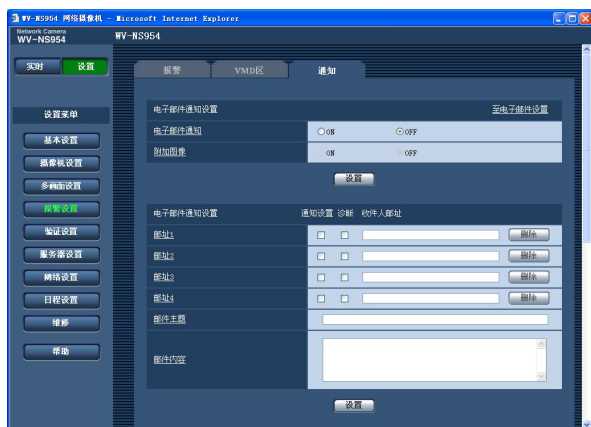 WV-NS954 网络摄像机 - Microsoft Internet Explorer
Network Camera
WV-NS954
WV-NS954
实时 设置
报警 VMD区 通知
设置菜单
基本设置
摄像机设置
多画面设置
报警设置
验证设置
服务器设置
网络设置
日程设置
维修
帮助
电子邮件通知设置 至电子邮件设置
电子邮件通知 ON OFF
附加图像 ON OFF
设置
电子邮件通知设置 通知设置 诊断 收件人邮址
邮址1 删除
邮址2 删除
邮址3 删除
邮址4 删除
邮件主题
邮件内容
设置